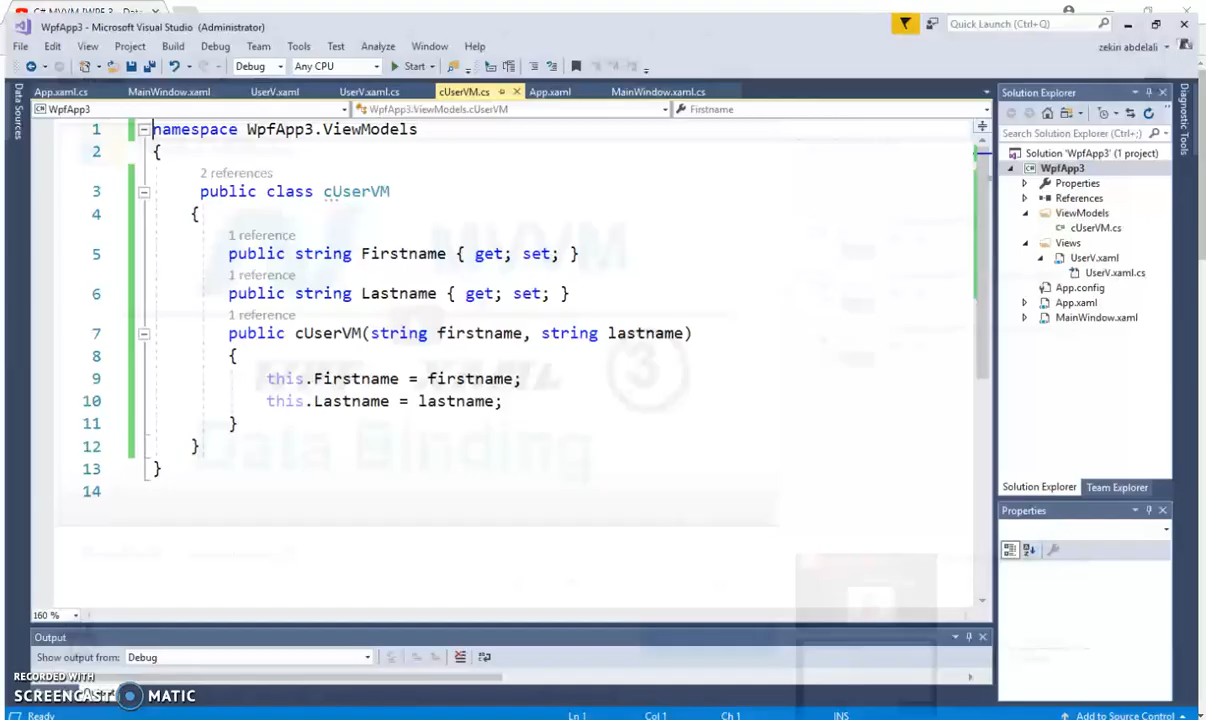 WpfApp3 - Microsoft Visual Studio (Administrator)
Quick Launch (Ctrl+Q)
File Edit View Project Build Debug Team Tools Test Analyze Window Help
zekin abdelali
Debug Any CPU Start
App.xaml.cs MainWindow.xaml UserV.xaml UserV.xaml.cs cUserVM.cs App.xaml MainWindow.xaml.cs
WpfApp3 WpfApp3.ViewModels.cUserVM Firstname
Data Sources
1 namespace WpfApp3.ViewModels
2 {
2 references
3 public class cUserVM
4 {
1 reference
5 public string Firstname { get; set; }
1 reference
6 public string Lastname { get; set; }
1 reference
7 public cUserVM(string firstname, string lastname)
8 {
9 this.Firstname = firstname;
10 this.Lastname = lastname;
11 }
12 }
13 }
14
MVVM
3
Data Binding
160 %
Output
Show output from: Debug
Solution Explorer
Search Solution Explorer (Ctrl+;)
Solution 'WpfApp3' (1 project)
WpfApp3
Properties
References
ViewModels
cUserVM.cs
Views
UserV.xaml
UserV.xaml.cs
App.config
App.xaml
MainWindow.xaml
Solution Explorer Team Explorer
Properties
Diagnostic Tools
RECORDED WITH
SCREENCAST MATIC
Ready Ln 1 Col 1 Ch 1 INS Add to Source Control